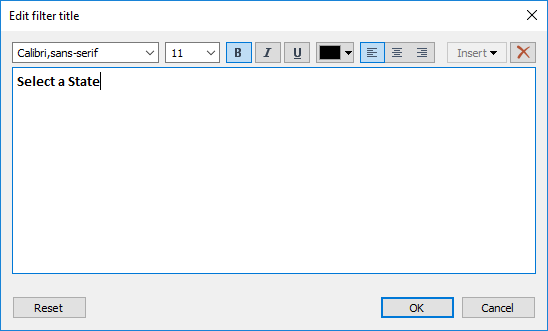 Edit filter title
Calibri,sans-serif 11 B I U Insert
Select a State
Reset OK Cancel